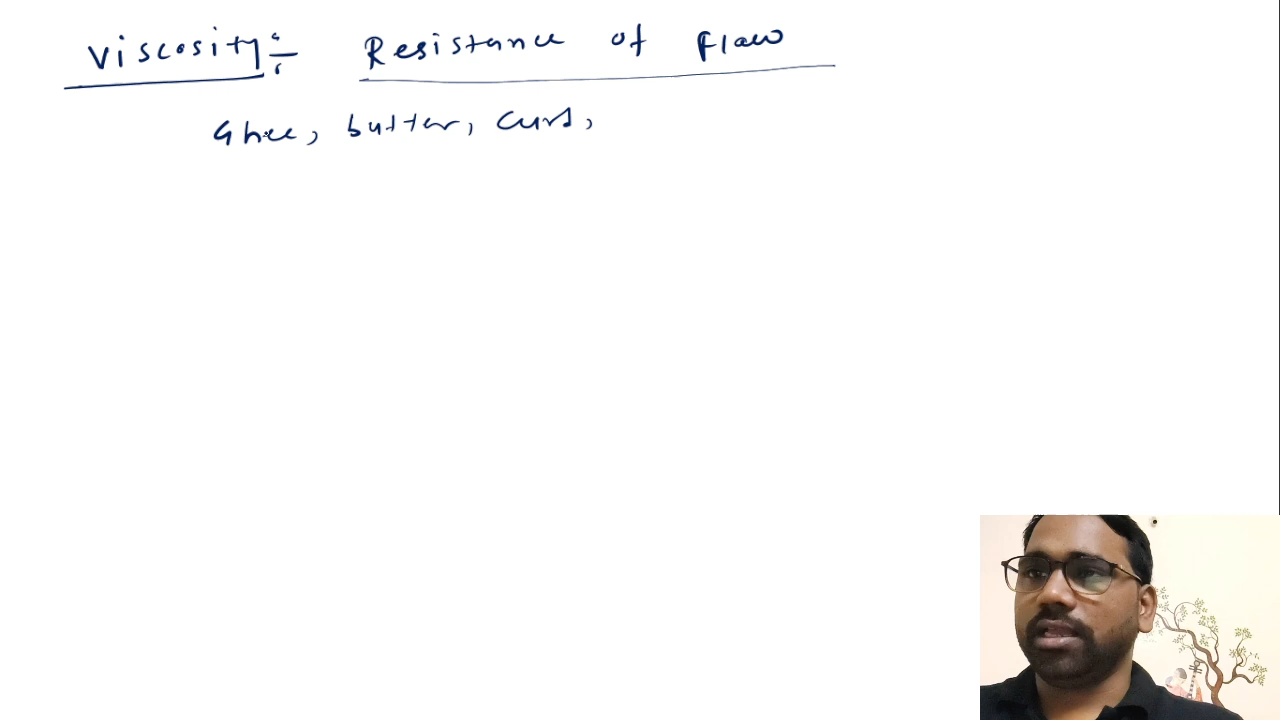 Viscosity :- Resistance of Flow
Ghee, butter, curd,